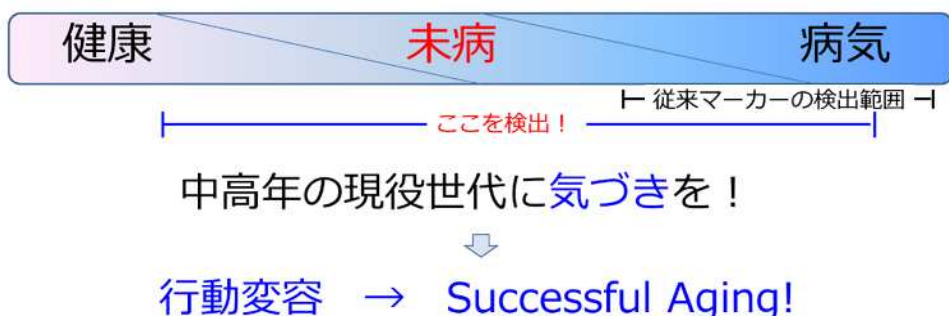 健康 未病 病気
従来マーカーの検出範囲
ここを検出！
中高年の現役世代に気づきを！
行動変容 → Successful Aging!